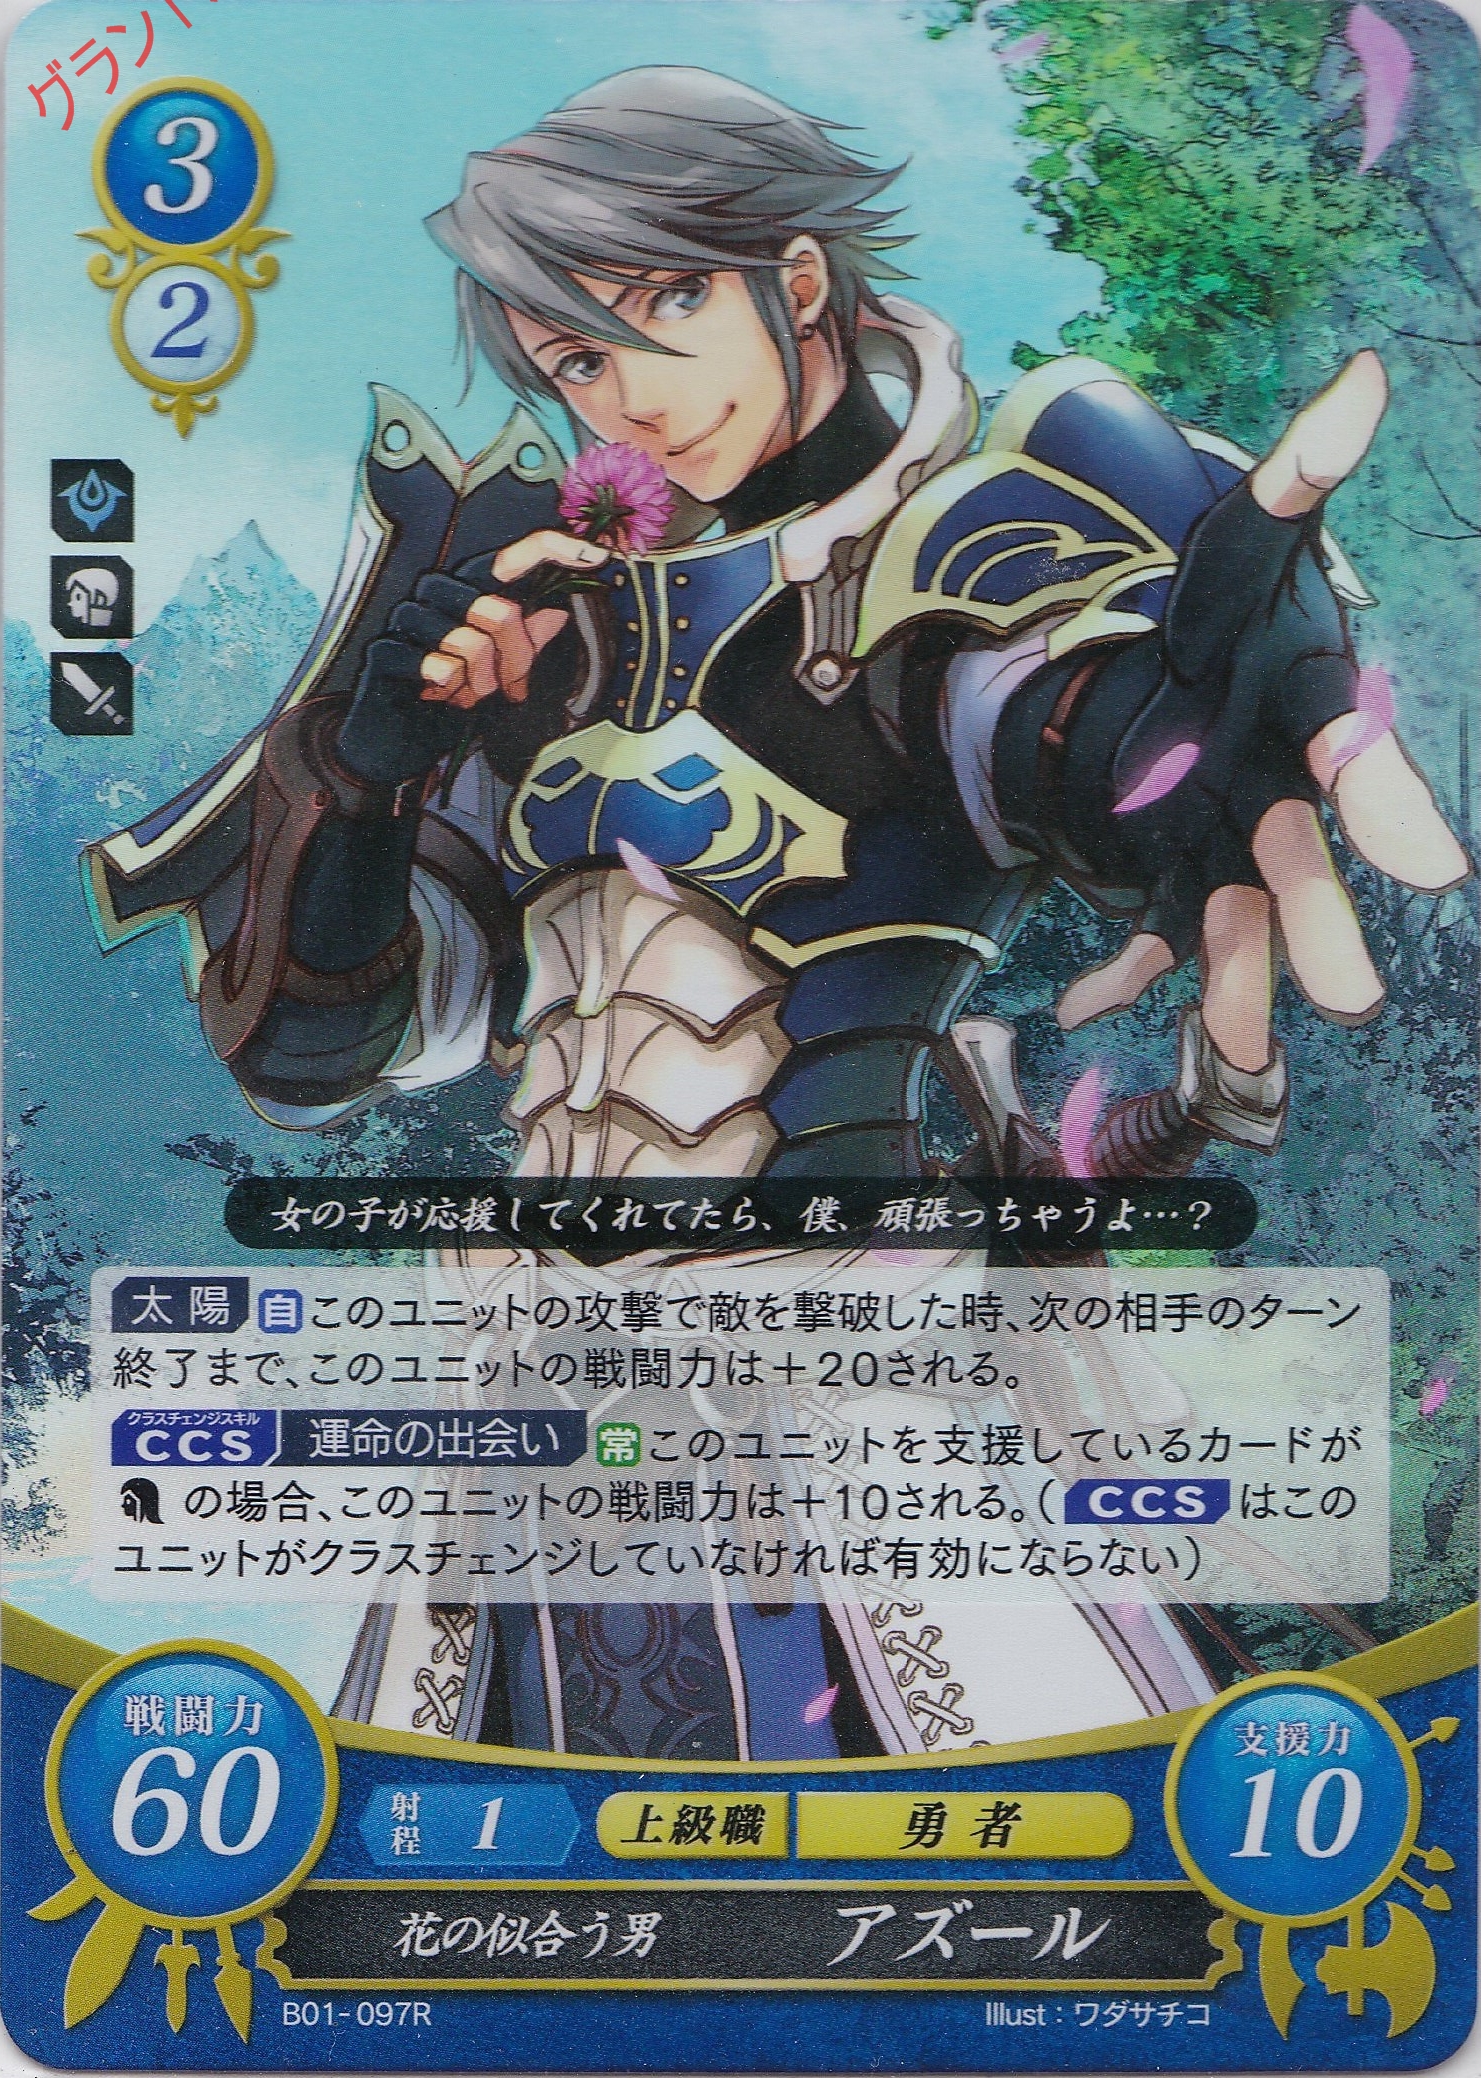 グラン
3
2
女の子が応援してくれてたら、僕、頑張っちゃうよ…?
太陽 自 このユニットの攻撃で敵を撃破した時、次の相手のターン
終了まで、このユニットの戦闘力は+20される。
クラスチェンジスキル
CCS 運命の出会い 常 このユニットを支援しているカードが
の場合、このユニットの戦闘力は+10される。(CCSはこの
ユニットがクラスチェンジしていなければ有効にならない)
戦闘力
60
射程 1
上級職 勇者
支援力
10
花の似合う男 アズール
B01-097R
Illust:ワダサチコ